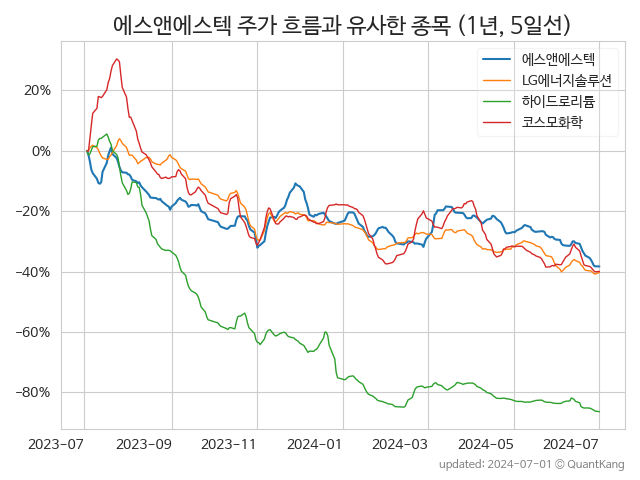 에스앤에스텍 주가 흐름과 유사한 종목 (1년, 5일선)
에스앤에스텍
LG에너지솔루션
하이드로리튬
코스모화학
20%
0%
−20%
−40%
−60%
−80%
2023-07 2023-09 2023-11 2024-01 2024-03 2024-05 2024-07
updated: 2024-07-01 © QuantKang